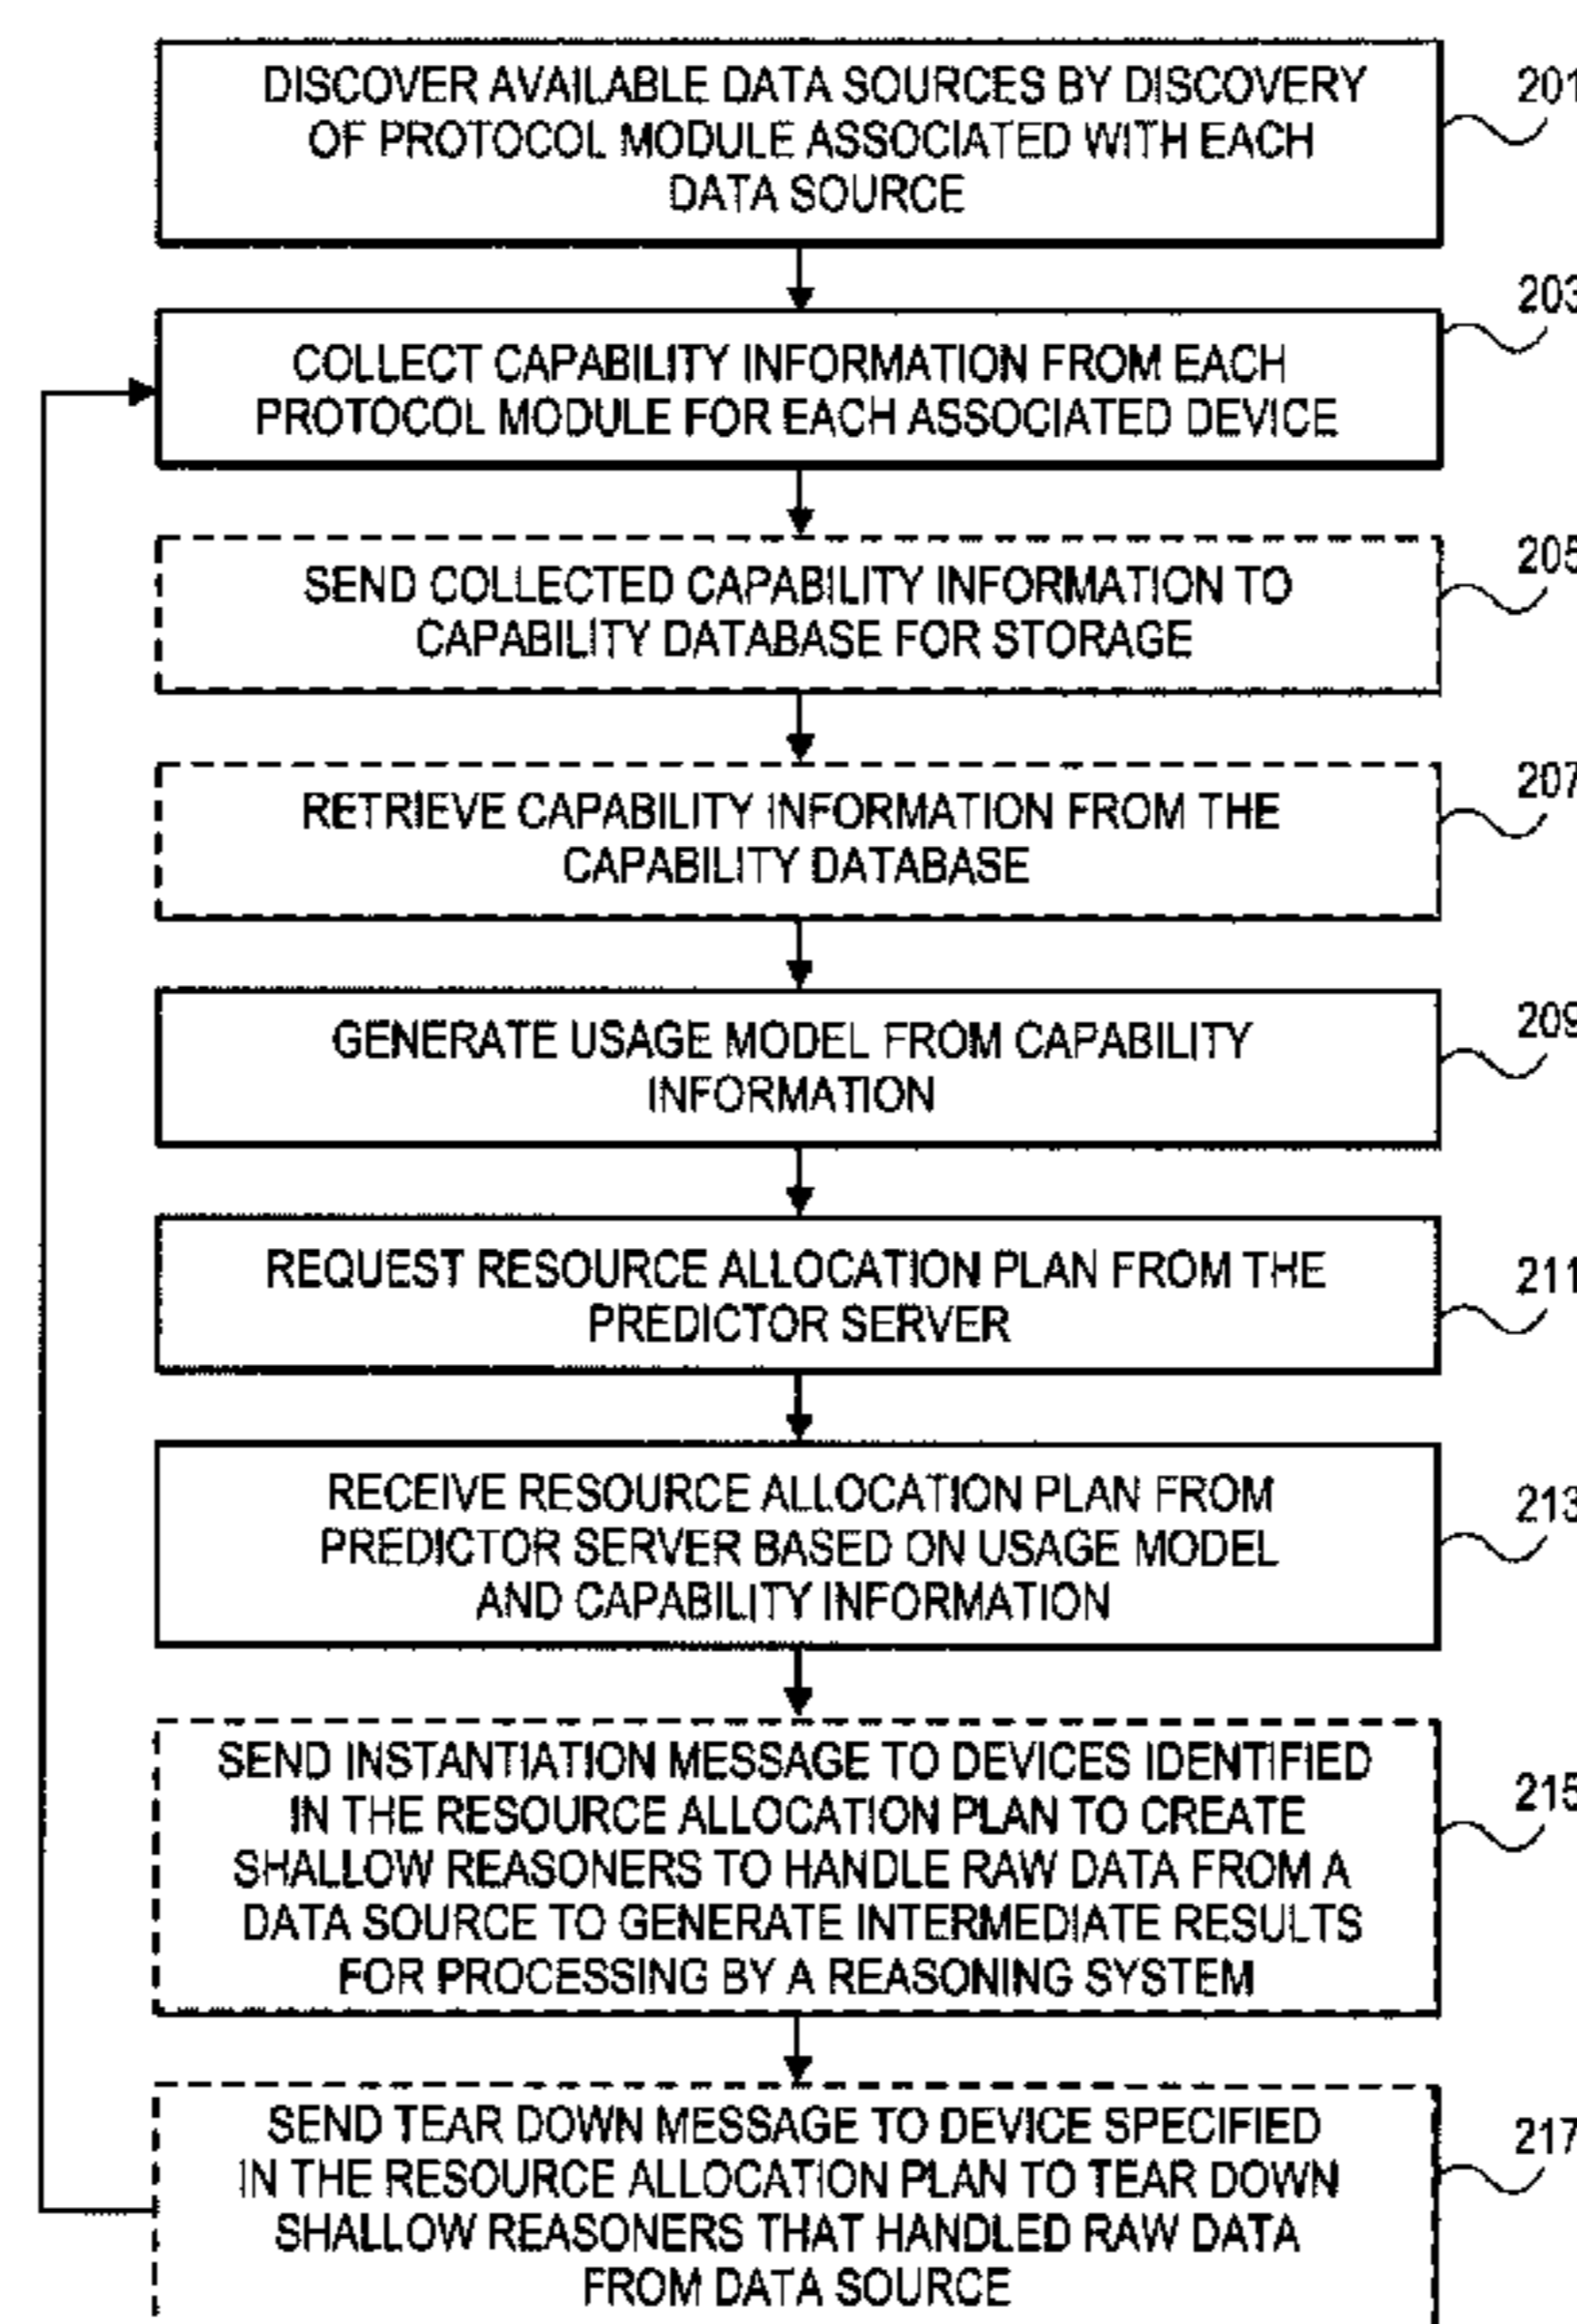 DISCOVER AVAILABLE DATA SOURCES BY DISCOVERY
OF PROTOCOL MODULE ASSOCIATED WITH EACH
DATA SOURCE
201
COLLECT CAPABILITY INFORMATION FROM EACH
PROTOCOL MODULE FOR EACH ASSOCIATED DEVICE
203
SEND COLLECTED CAPABILITY INFORMATION TO
CAPABILITY DATABASE FOR STORAGE
205
RETRIEVE CAPABILITY INFORMATION FROM THE
CAPABILITY DATABASE
207
GENERATE USAGE MODEL FROM CAPABILITY
INFORMATION
209
REQUEST RESOURCE ALLOCATION PLAN FROM THE
PREDICTOR SERVER
211
RECEIVE RESOURCE ALLOCATION PLAN FROM
PREDICTOR SERVER BASED ON USAGE MODEL
AND CAPABILITY INFORMATION
213
SEND INSTANTIATION MESSAGE TO DEVICES IDENTIFIED
IN THE RESOURCE ALLOCATION PLAN TO CREATE
SHALLOW REASONERS TO HANDLE RAW DATA FROM A
DATA SOURCE TO GENERATE INTERMEDIATE RESULTS
FOR PROCESSING BY A REASONING SYSTEM
215
SEND TEAR DOWN MESSAGE TO DEVICE SPECIFIED
IN THE RESOURCE ALLOCATION PLAN TO TEAR DOWN
SHALLOW REASONERS THAT HANDLED RAW DATA
FROM DATA SOURCE
217